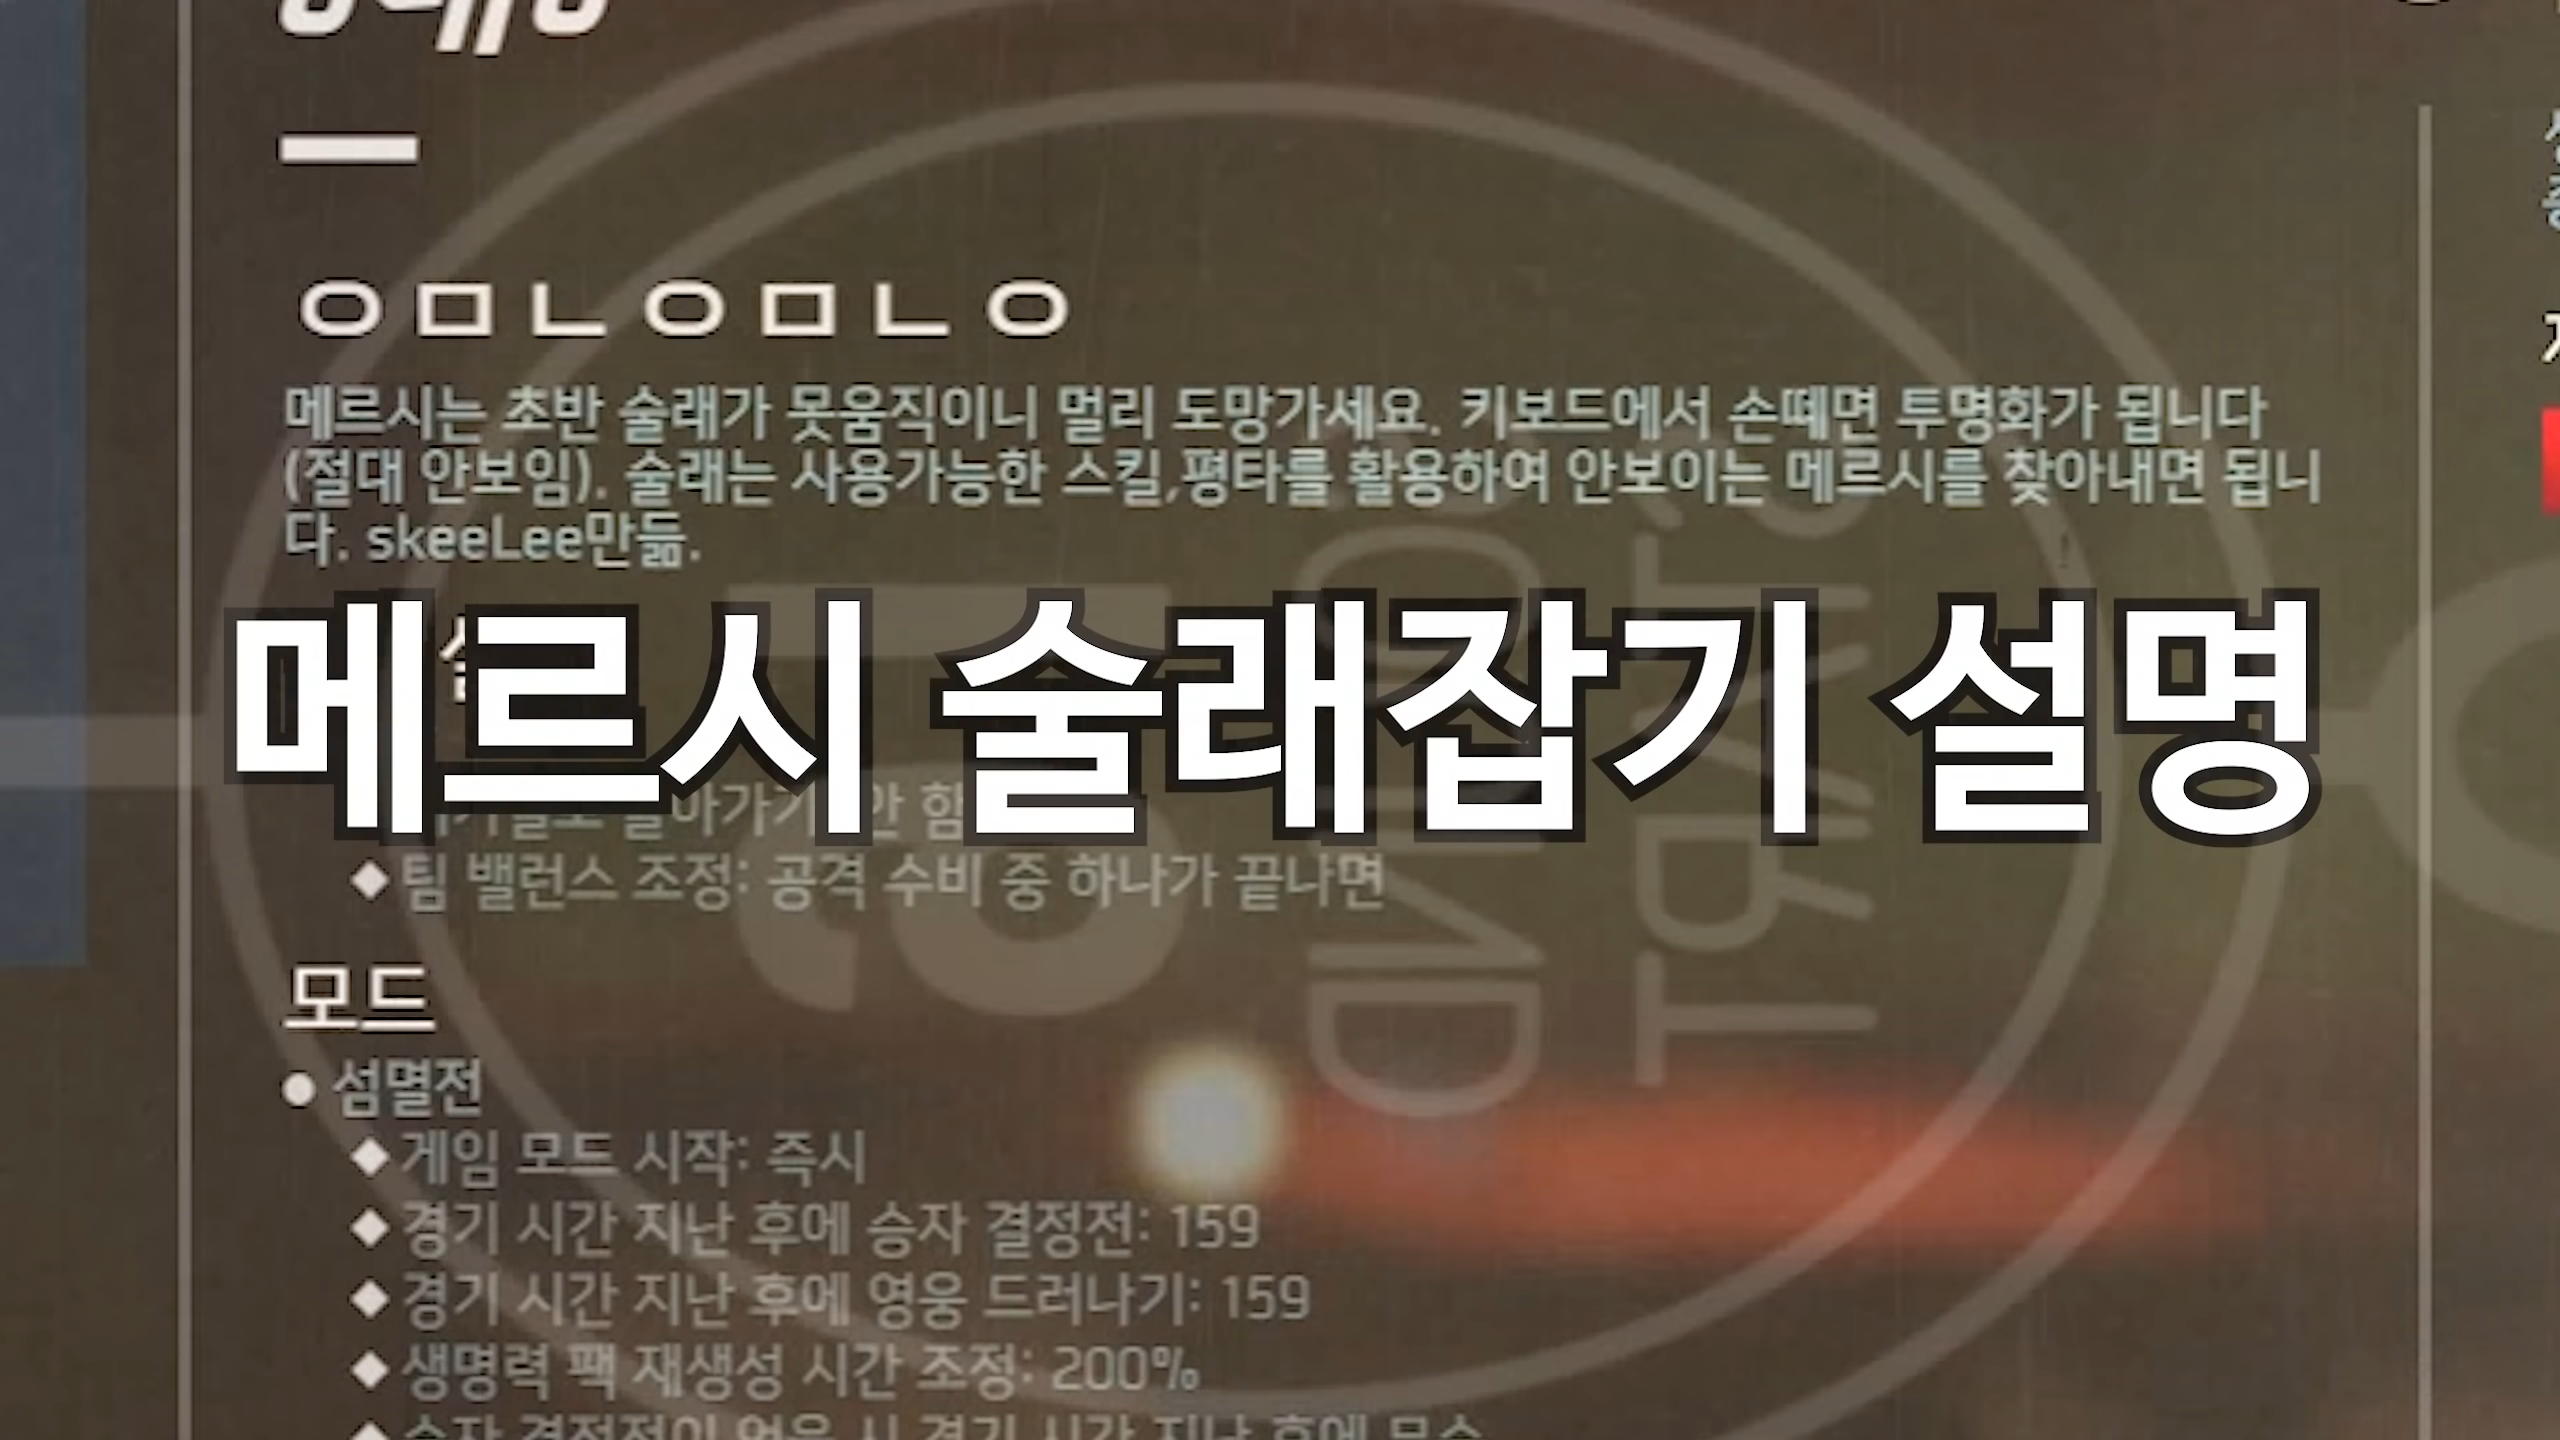 ㅇㅁㄴㅇㅁㄴㅇ
메르시는 초반 술래가 못움직이니 멀리 도망가세요. 키보드에서 손떼면 투명화가 됩니다
(절대 안보임). 술래는 사용가능한 스킬,평타를 활용하여 안보이는 메르시를 찾아내면 됩니
다. skeeLee만듦.
메르시 술래잡기 설명
안 함
◆ 팀 밸런스 조정: 공격 수비 중 하나가 끝나면
모드
● 섬멸전
◆ 게임 모드 시작: 즉시
◆ 경기 시간 지난 후에 승자 결정전: 159
◆ 경기 시간 지난 후에 영웅 드러나기: 159
◆ 생명력 팩 재생성 시간 조정: 200%